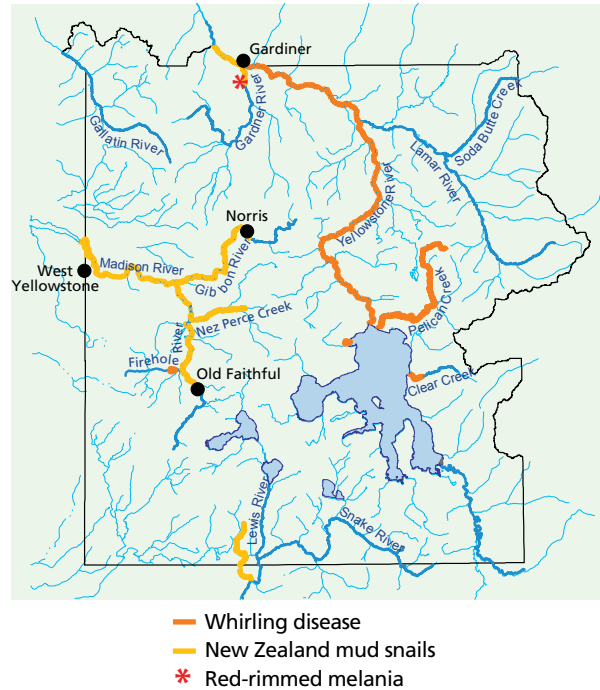 Gardiner
Gallatin River
Gardner River
Soda Butte Creek
Lamar River
Yellowstone River
Norris
West
Yellowstone
Madison River
Gibbon River
Pelican Creek
Nez Perce Creek
Firehole River
Old Faithful
Clear Creek
Lewis River
Snake River
Whirling disease
New Zealand mud snails
* Red-rimmed melania